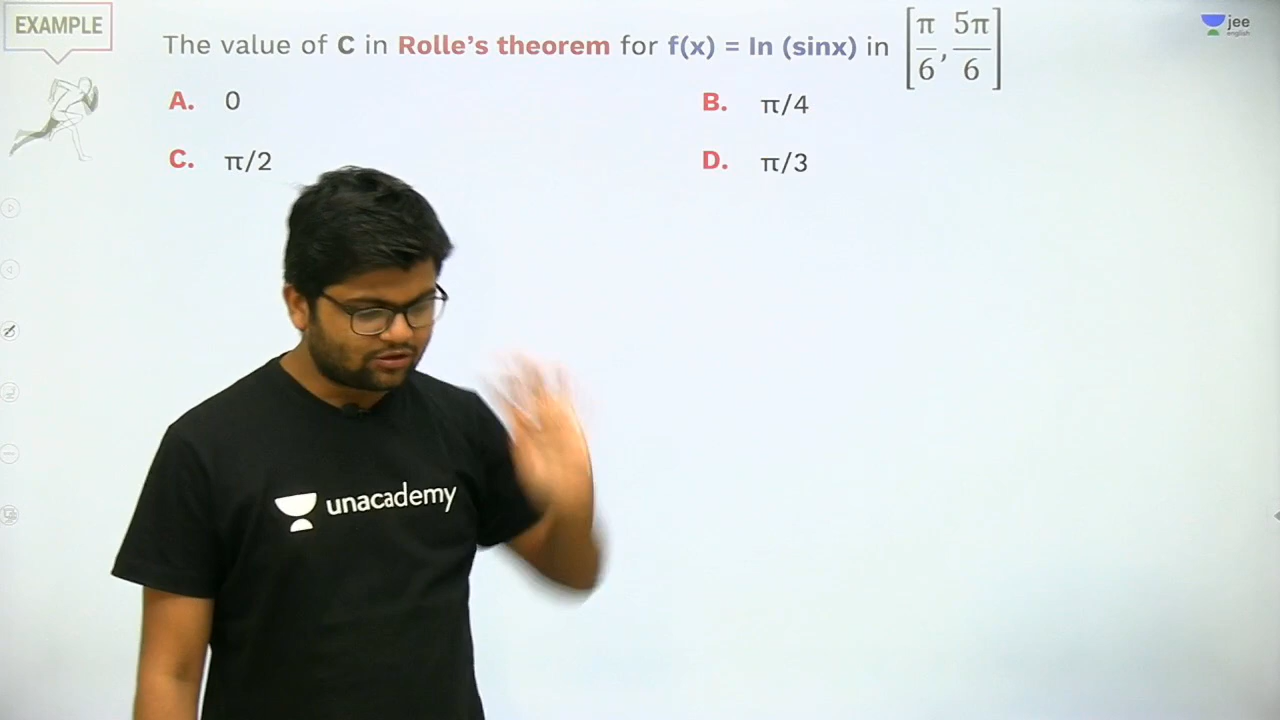 EXAMPLE
The value of C in Rolle's theorem for f(x) = ln (sinx) in [π/6, 5π/6]
A. 0
B. π/4
C. π/2
D. π/3
jee
english
unacademy